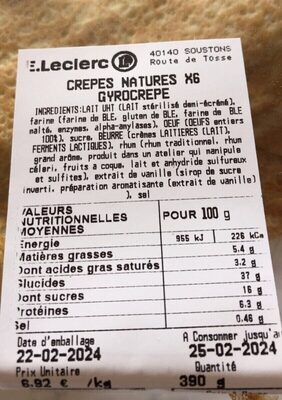 E.Leclerc L
40140 SOUSTONS
Route de Tosse
CREPES NATURES X6
GYROCREPE
INGREDIENTS:LAIT UHT (LAIT stérilisé demi-écrémé),
farine (farine de BLE, gluten de BLE, farine de BLE
malté, enzymes, alpha-amylases), OEUF (OEUFS entiers
100%), sucre, BEURRE (crèmes LAITIERES (LAIT),
FERMENTS LACTIQUES), rhum (rhum traditionnel, rhum
grand arôme, produit dans un atelier qui manipule
céleri, fruits a coque, lait et anhydride sulfureux
et sulfites), extrait de vanille (sirop de sucre
inverti, préparation aromatisante (extrait de vanille)
), sel
VALEURS
NUTRITIONNELLES
MOYENNES
POUR 100 g
Energie 955 kJ 226 kCa
Matières grasses 5.4 g
Dont acides gras saturés 3.2 g
Glucides 37 g
Dont sucres 16 g
Protéines 6.3 g
Sel 0.46 g
Date d'emballage A Consommer jusqu'au
22-02-2024 25-02-2024
Prix Unitaire Quantité
6.92 € /kg 390 g